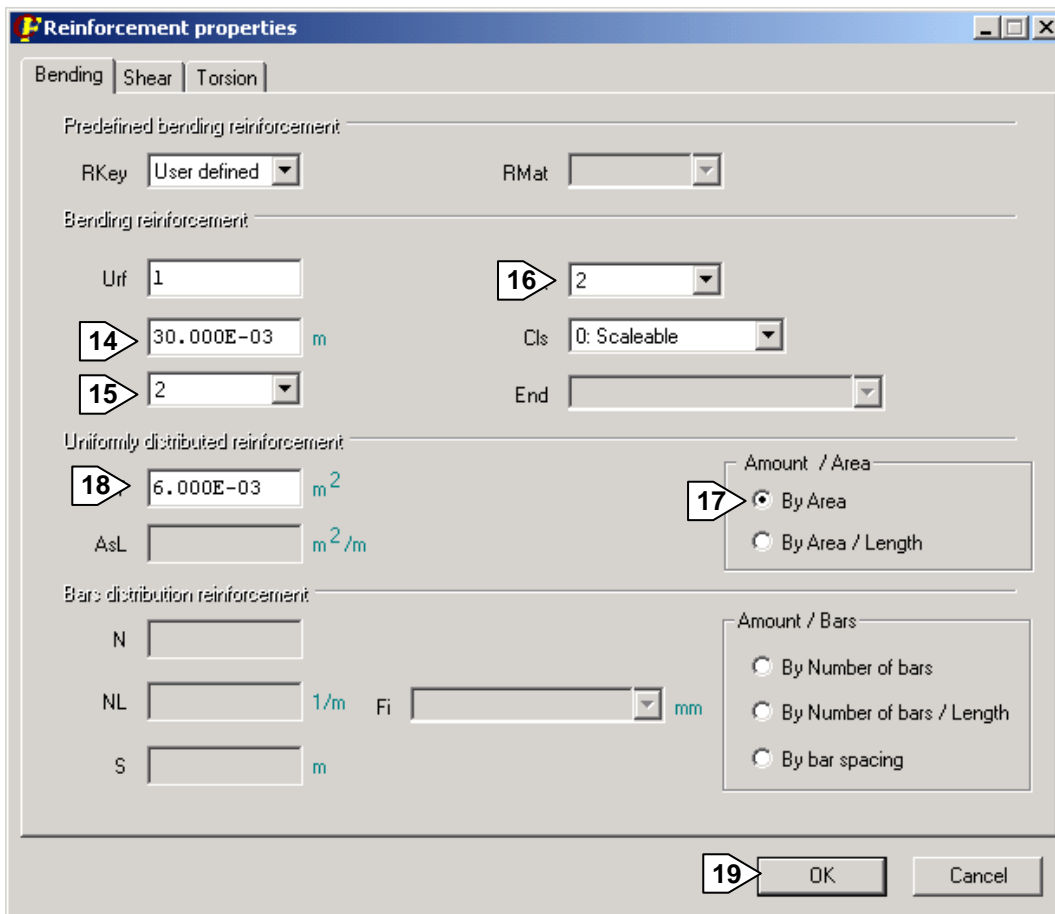 Reinforcement properties
Bending Shear Torsion
Predefined bending reinforcement
RKey User defined RMat
Bending reinforcement
Urf 1 16 2
14 30.000E-03 m Cls 0: Scaleable
15 2 End
Uniformly distributed reinforcement
18 6.000E-03 m2
AsL m2/m
Amount / Area
17 By Area
By Area / Length
Bars distribution reinforcement
N
NL 1/m Fi mm
S m
Amount / Bars
By Number of bars
By Number of bars / Length
By bar spacing
19 OK Cancel